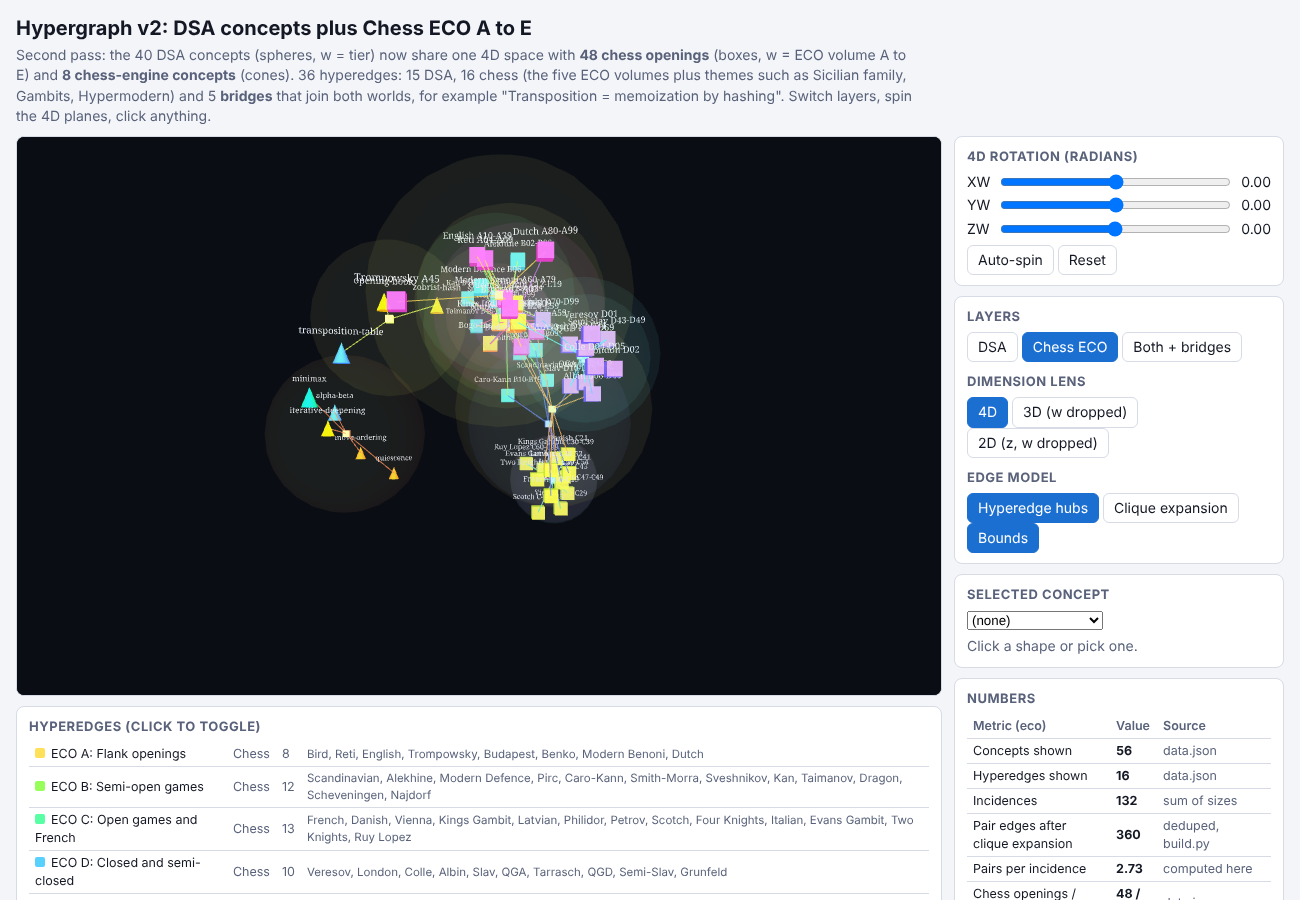 Hypergraph v2: DSA concepts plus Chess ECO A to E
Second pass: the 40 DSA concepts (spheres, w = tier) now share one 4D space with 48 chess openings (boxes, w = ECO volume A to
E) and 8 chess-engine concepts (cones). 36 hyperedges: 15 DSA, 16 chess (the five ECO volumes plus themes such as Sicilian family,
Gambits, Hypermodern) and 5 bridges that join both worlds, for example "Transposition = memoization by hashing". Switch layers, spin
the 4D planes, click anything.
English A10-A39
Dutch A80-A99
Trompowsky A45
opening-book
zobrist-hash
transposition-table
minimax
alpha-beta
iterative-deepening
move-ordering
quiescence
Veresov D01
Caro-Kann B10-B19
HYPEREDGES (CLICK TO TOGGLE)
ECO A: Flank openings Chess 8 Bird, Reti, English, Trompowsky, Budapest, Benko, Modern Benoni, Dutch
ECO B: Semi-open games Chess 12 Scandinavian, Alekhine, Modern Defence, Pirc, Caro-Kann, Smith-Morra, Sveshnikov, Kan, Taimanov, Dragon,
Scheveningen, Najdorf
ECO C: Open games and
French Chess 13 French, Danish, Vienna, Kings Gambit, Latvian, Philidor, Petrov, Scotch, Four Knights, Italian, Evans Gambit, Two
Knights, Ruy Lopez
ECO D: Closed and semi-
closed Chess 10 Veresov, London, Colle, Albin, Slav, QGA, Tarrasch, QGD, Semi-Slav, Grunfeld
4D ROTATION (RADIANS)
XW 0.00
YW 0.00
ZW 0.00
Auto-spin Reset
LAYERS
DSA Chess ECO Both + bridges
DIMENSION LENS
4D 3D (w dropped)
2D (z, w dropped)
EDGE MODEL
Hyperedge hubs Clique expansion
Bounds
SELECTED CONCEPT
(none)
Click a shape or pick one.
NUMBERS
Metric (eco) Value Source
Concepts shown 56 data.json
Hyperedges shown 16 data.json
Incidences 132 sum of sizes
Pair edges after
clique expansion 360 deduped,
build.py
Pairs per incidence 2.73 computed here
Chess openings / 48 /